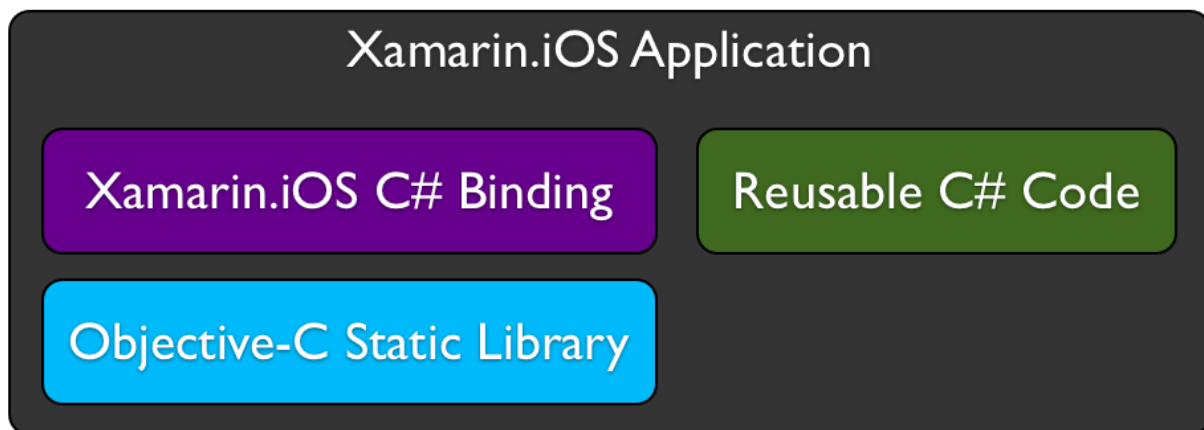 Xamarin.iOS Application
Xamarin.iOS C# Binding
Reusable C# Code
Objective-C Static Library